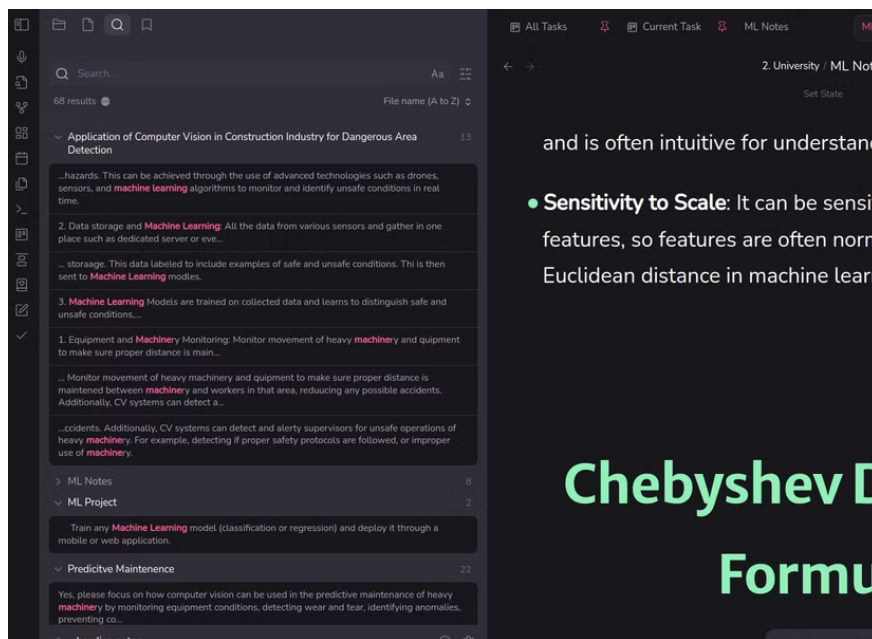 All Tasks
Current Task
ML Notes
Search
Aa
2. University / ML Not
68 results
File name (A to Z)
Set State
Application of Computer Vision in Construction Industry for Dangerous Area
Detection
13
...hazards. This can be achieved through the use of advanced technologies such as drones,
sensors, and machine learning algorithms to monitor and identify unsafe conditions in real
time.
2. Data storage and Machine Learning: All the data from various sensors and gather in one
place such as dedicated server or eve...
... storaage. This data labeled to include examples of safe and unsafe conditions. Thi is then
sent to Machine Learning modles.
3. Machine Learning Models are trained on collected data and learns to distinguish safe and
unsafe conditions,...
1. Equipment and Machinery Monitoring: Monitor movement of heavy machinery and quipment
to make sure proper distance is main...
... Monitor movement of heavy machinery and quipment to make sure proper distance is
maintened between machinery and workers in that area, reduucing any possible accidents.
Additionally, CV systems can detect a...
...ccidents. Additionally, CV systems can detect and alerty supervisors for unsafe operations of
heavy machinery. For example, detecting if proper safety protocols are followed, or improper
use of machinery.
ML Notes
8
ML Project
2
Train any Machine Learning model (classification or regression) and deploy it through a
mobile or web application.
Predicitve Maintenence
22
Yes, please focus on how computer vision can be used in the predictive maintenance of heavy
machinery by monitoring equipment conditions, detecting wear and tear, identifying anomalies,
preventing co...
and is often intuitive for understand
Sensitivity to Scale: It can be sensi
features, so features are often norm
Euclidean distance in machine learn
Chebyshev D
Formu